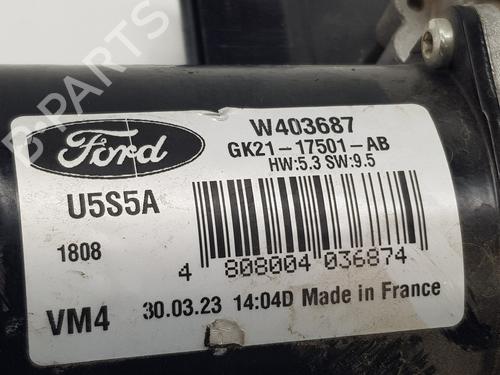 B PARTS
Ford
W403687
GK21-17501-AB
HW:5.3 SW:9.5
U5S5A
1808
4 808004 036874
VM4 30.03.23 14:04D Made in France